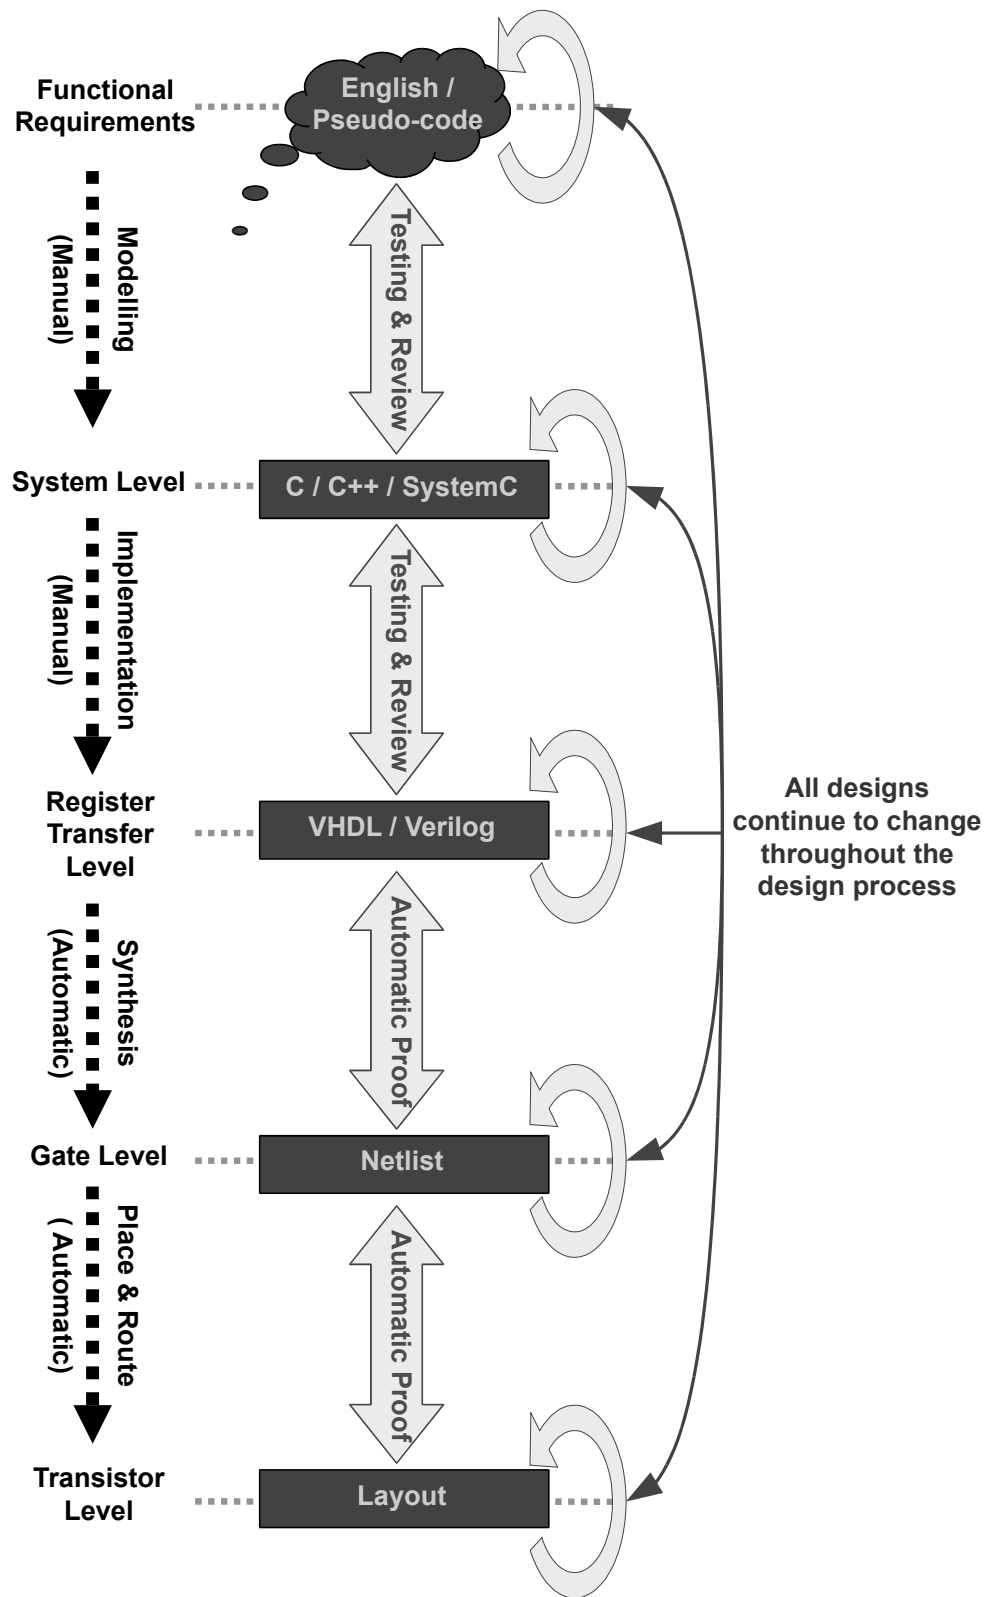 Functional
Requirements
English /
Pseudo-code
Modelling
(Manual)
Testing & Review
System Level
C / C++ / SystemC
Implementation
(Manual)
Testing & Review
Register
Transfer
Level
VHDL / Verilog
All designs
continue to change
throughout the
design process
Synthesis
(Automatic)
Automatic Proof
Gate Level
Netlist
Place & Route
( Automatic)
Automatic Proof
Transistor
Level
Layout